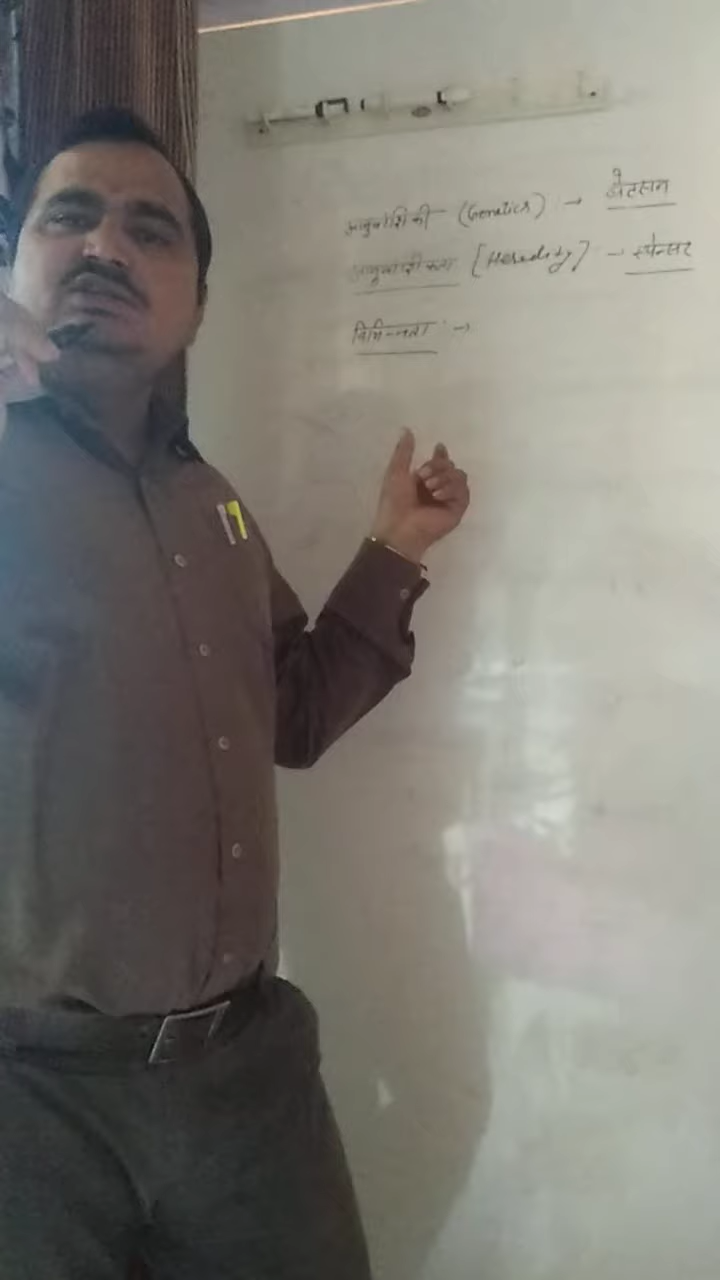 आनुवांशिकी (Genetics) → बेटसन
आनुवांशिकता [Heredity] → स्पेन्सर
विभिन्नता :→